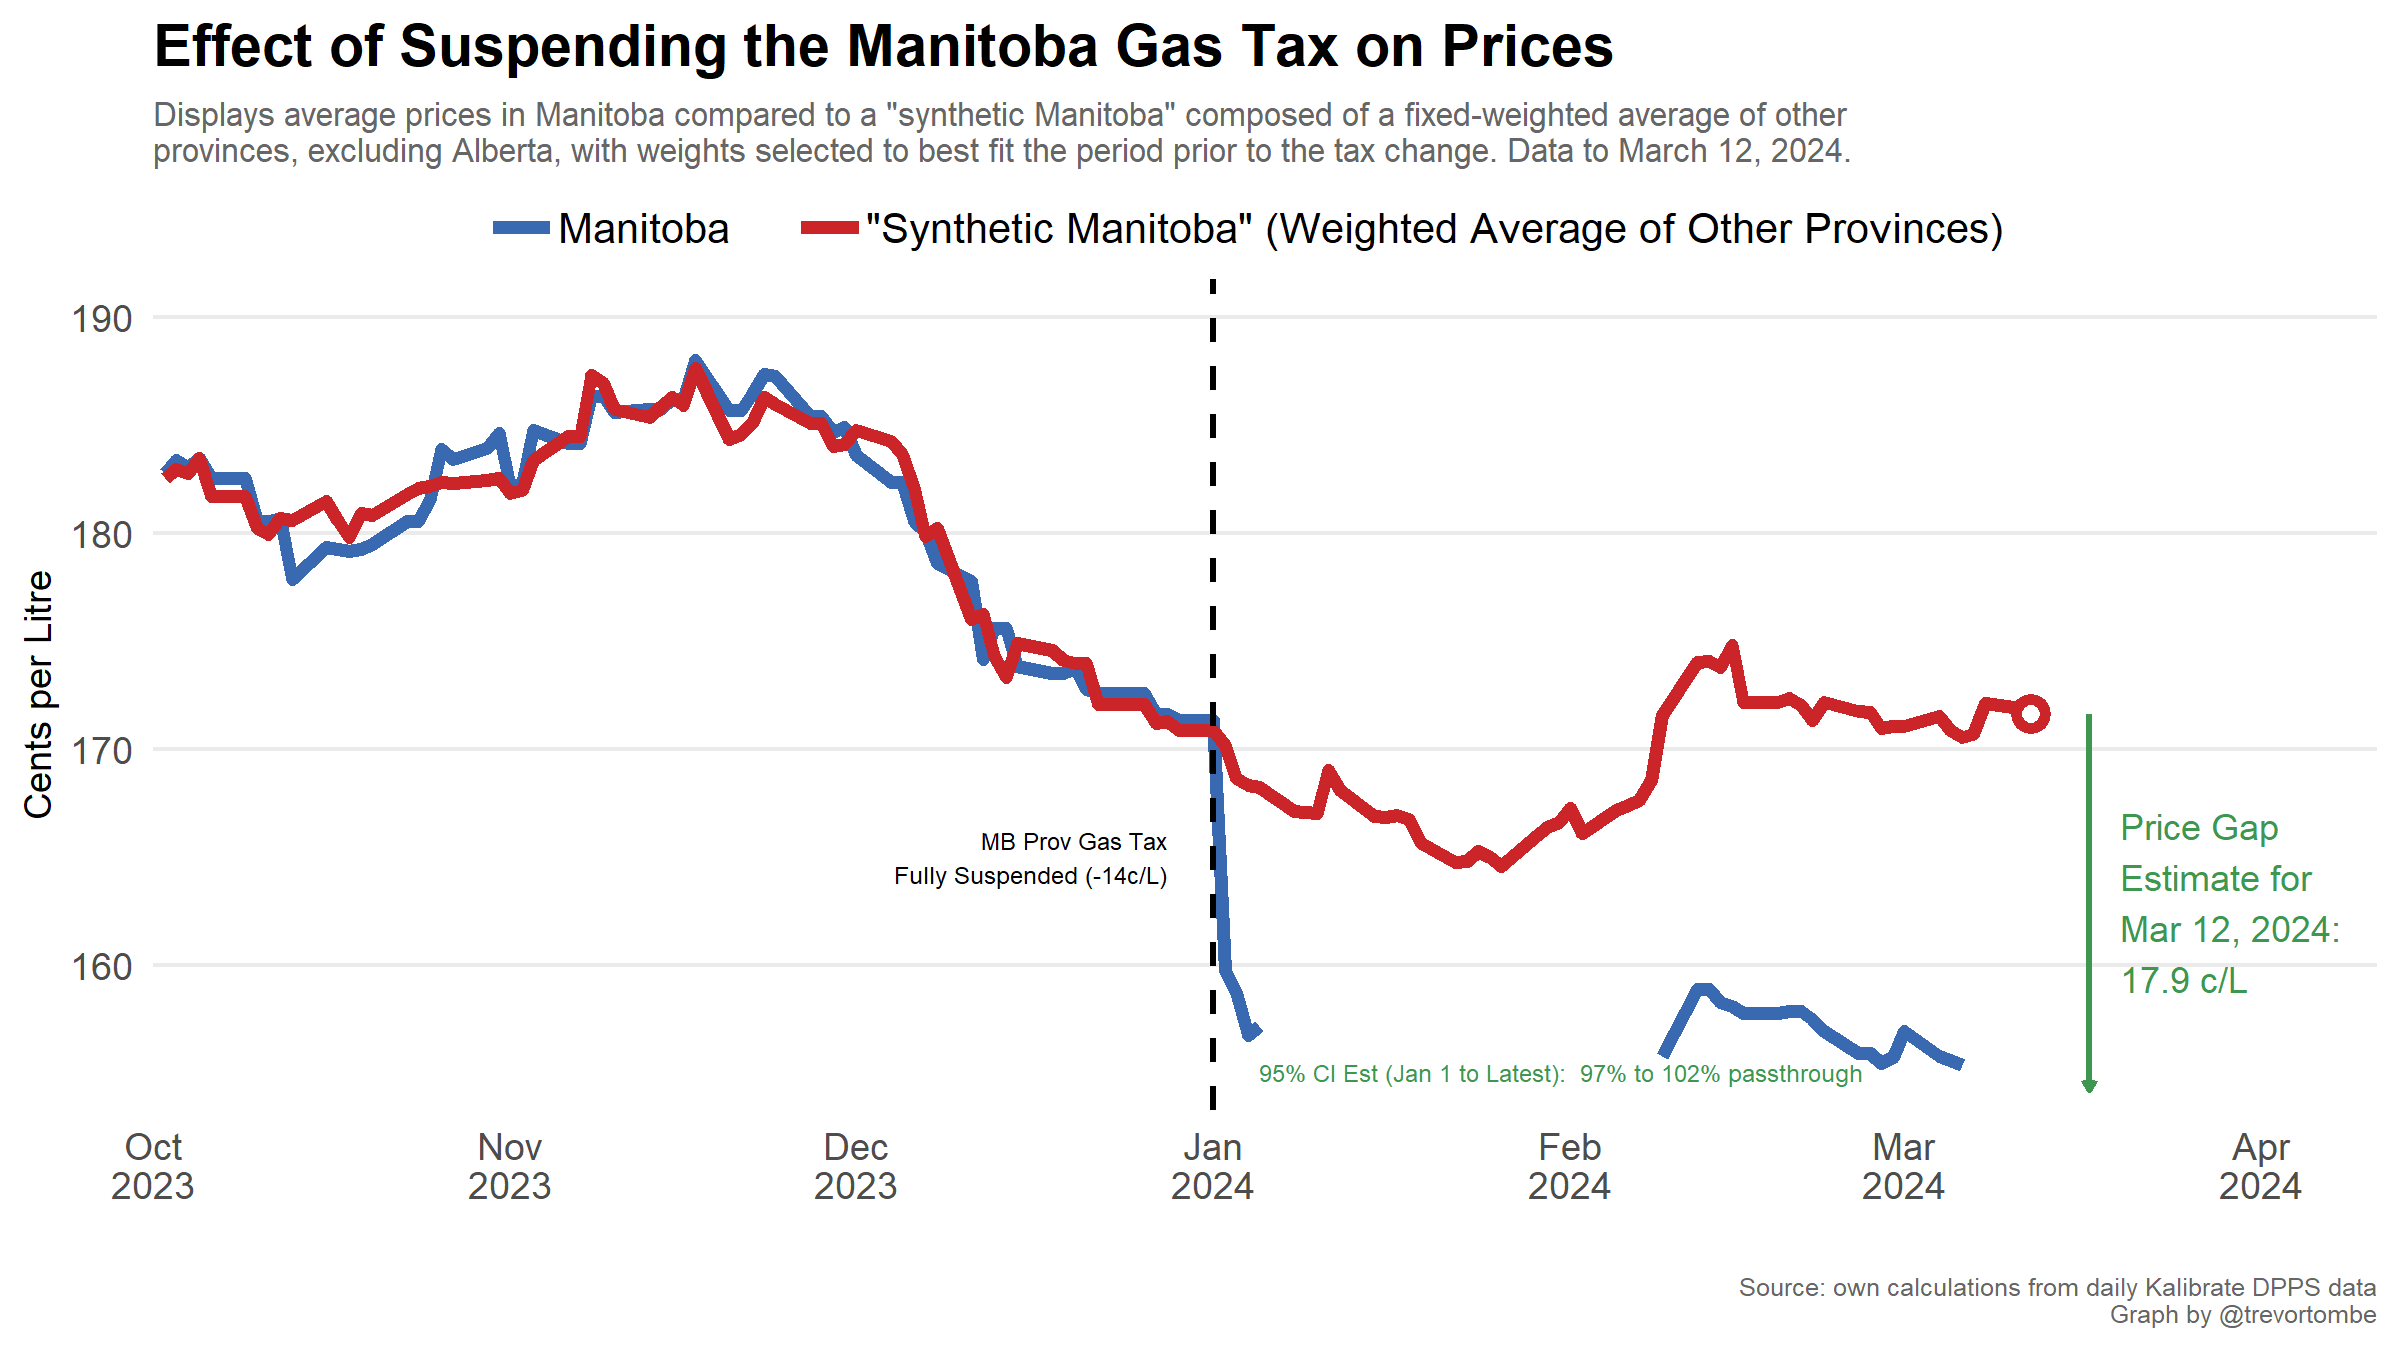 Effect of Suspending the Manitoba Gas Tax on Prices
Displays average prices in Manitoba compared to a "synthetic Manitoba" composed of a fixed-weighted average of other
provinces, excluding Alberta, with weights selected to best fit the period prior to the tax change. Data to March 12, 2024.
Manitoba
"Synthetic Manitoba" (Weighted Average of Other Provinces)
Cents per Litre
190
180
170
160
MB Prov Gas Tax
Fully Suspended (-14c/L)
Price Gap
Estimate for
Mar 12, 2024:
17.9 c/L
95% CI Est (Jan 1 to Latest):  97% to 102% passthrough
Oct
2023
Nov
2023
Dec
2023
Jan
2024
Feb
2024
Mar
2024
Apr
2024
Source: own calculations from daily Kalibrate DPPS data
Graph by @trevortombe